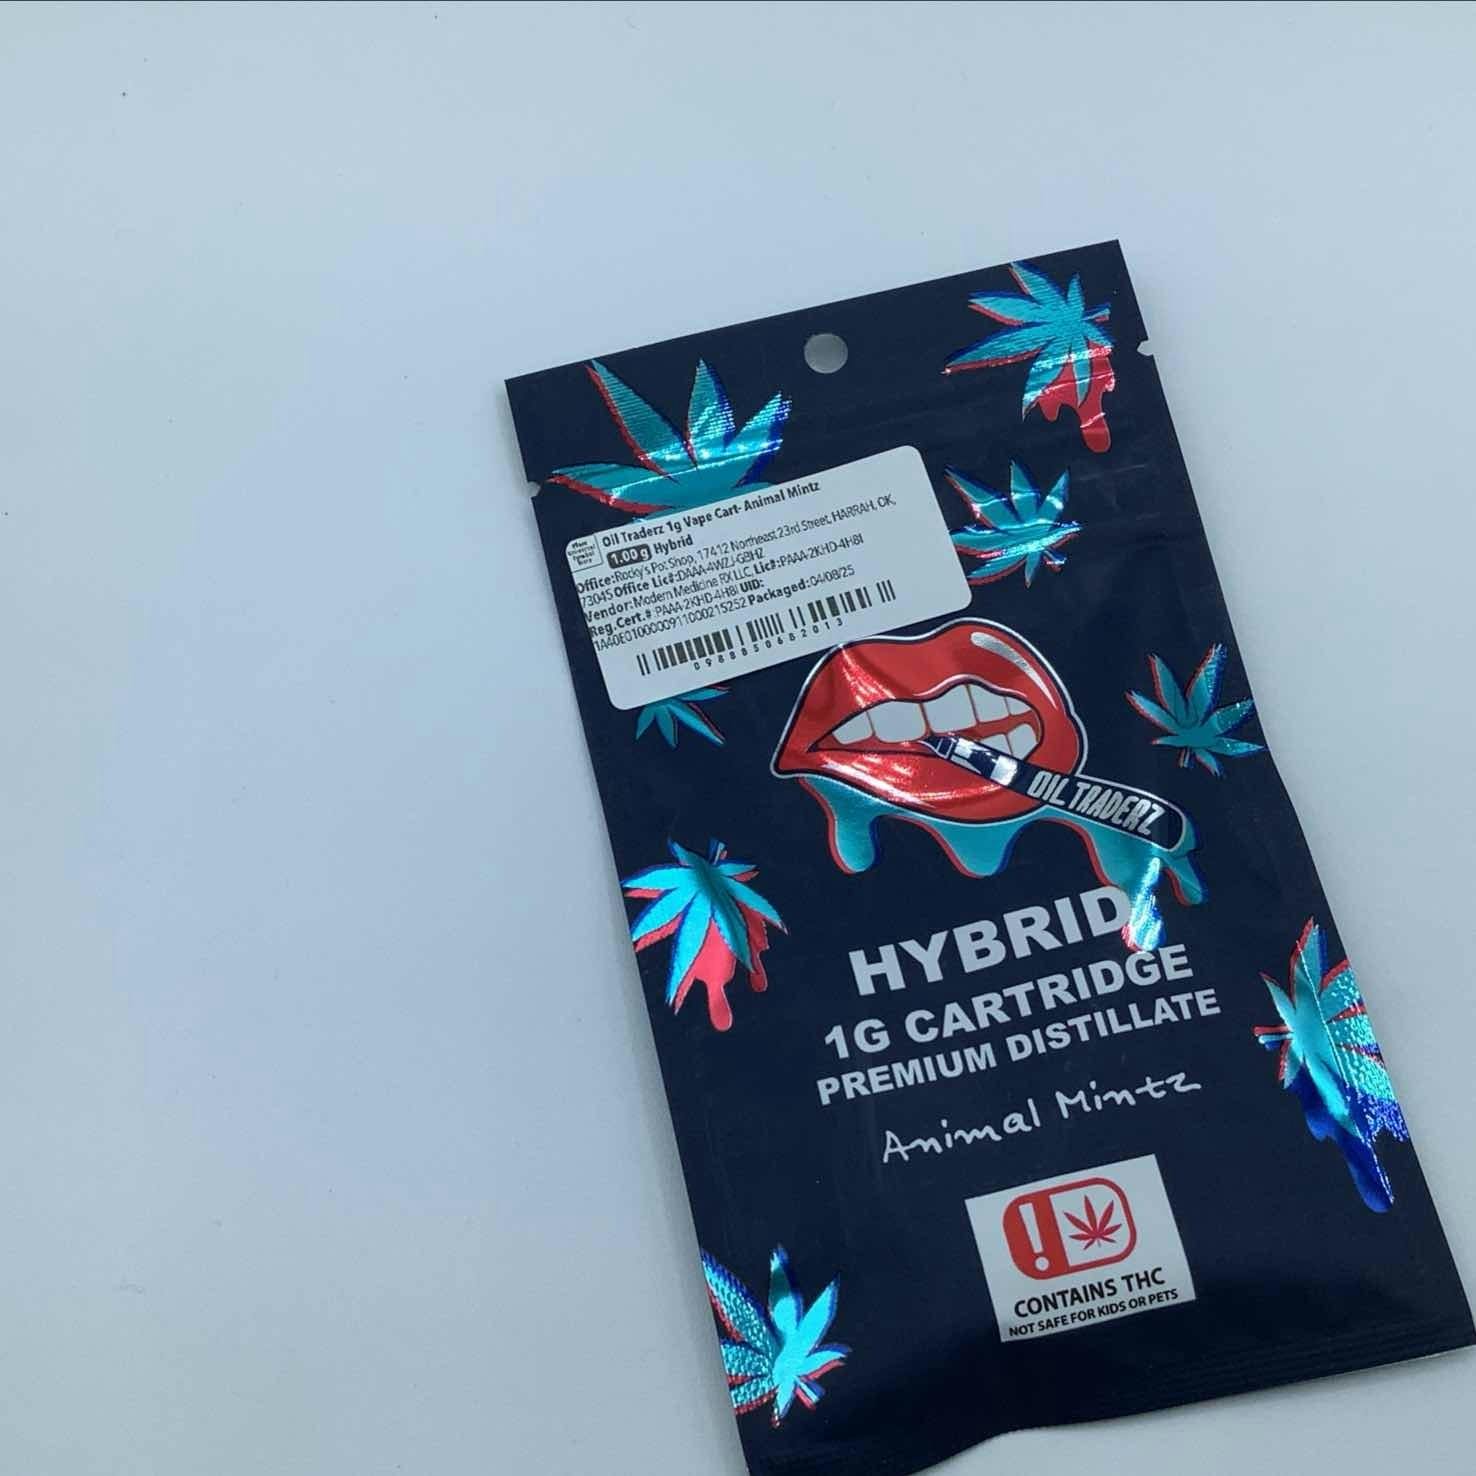 Oil Traderz 1g Vape Cart- Animal Mintz
1.00 g Hybrid
Office:Rocky's Pot Shop, 17412 Northeast 23rd Street, HARRAH, OK,
73045 Office Lic#:DAAA-4WZJ-GBHZ
Vendor:Modern Medicine RX LLC, Lic#:PAAA-2KHD-4H8I
Reg.Cert.#:PAAA-2KHD-4H8I UID:
1A40E0100000911000215252 Packaged:04/08/25
0988850682013
OIL TRADERZ
HYBRID
1G CARTRIDGE
PREMIUM DISTILLATE
Animal Mintz
!
CONTAINS THC
NOT SAFE FOR KIDS OR PETS